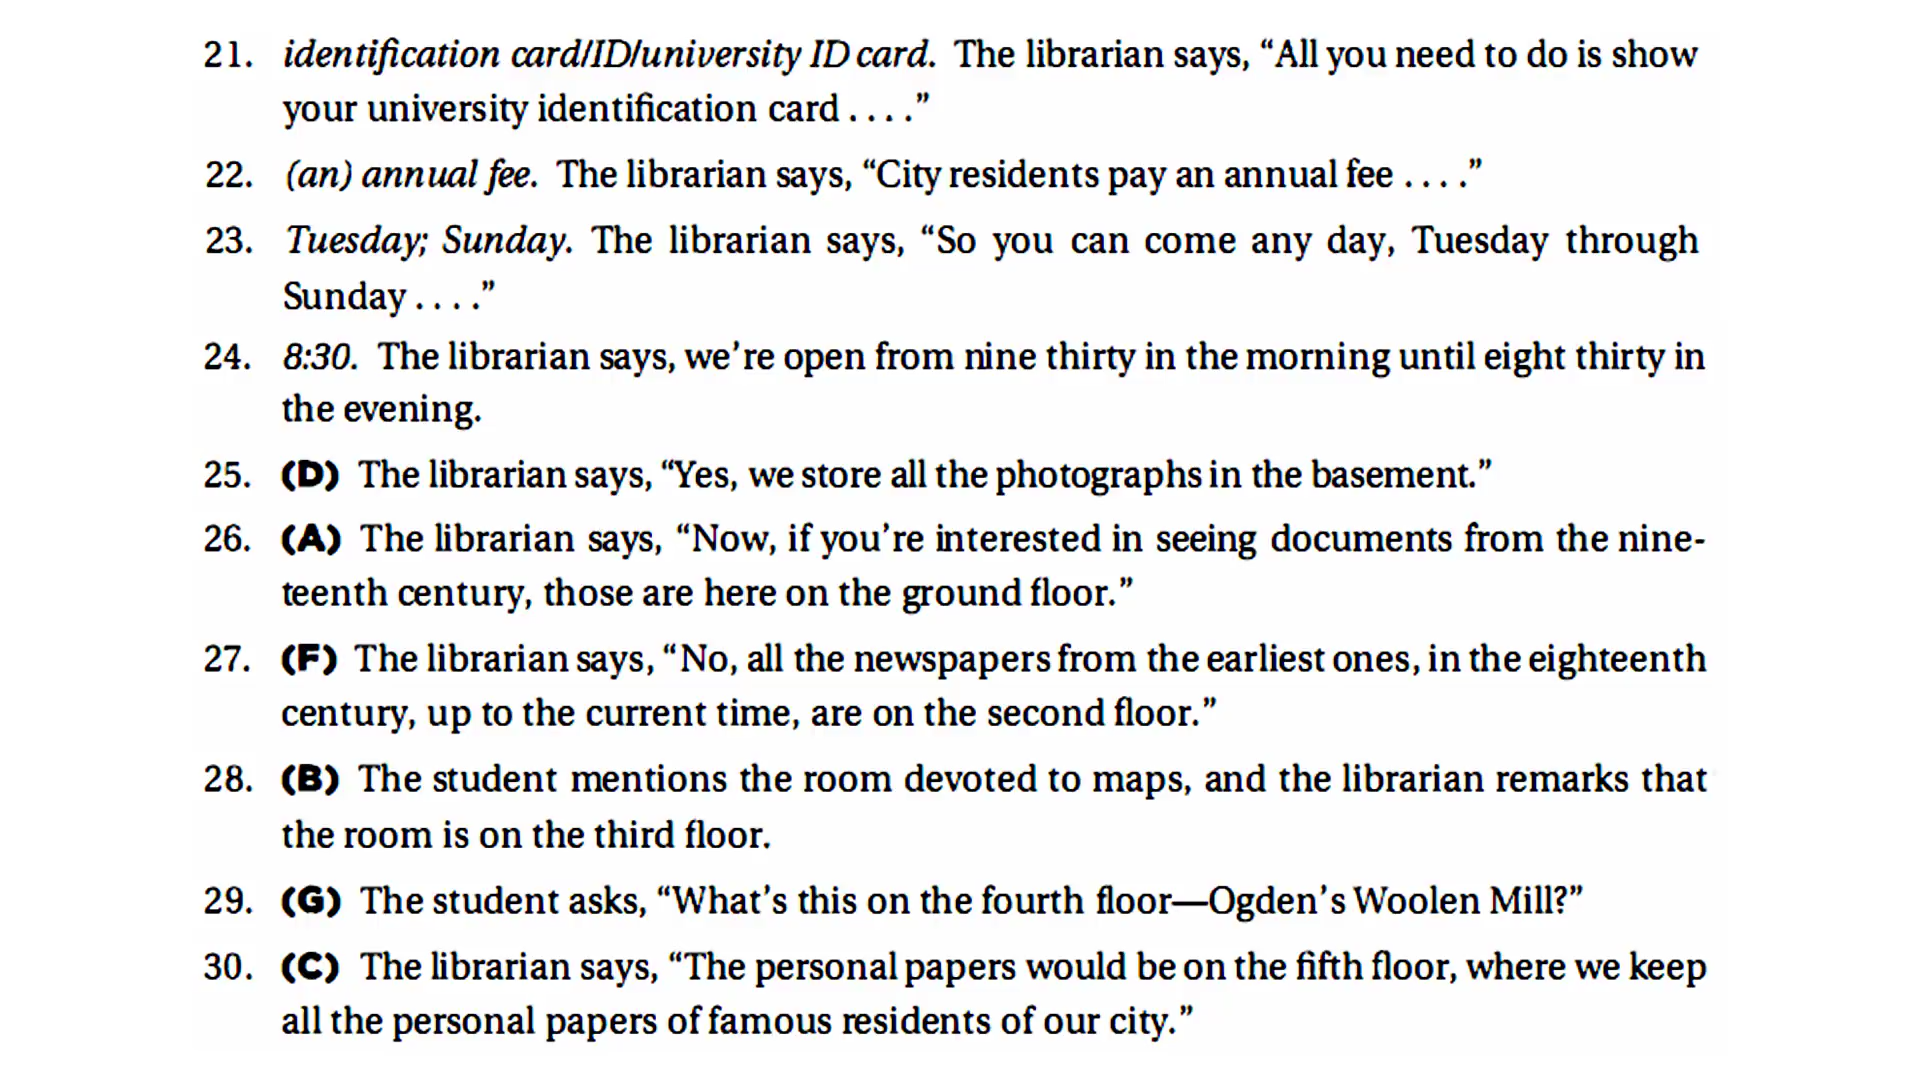 21. identification card/ID/university ID card. The librarian says, “All you need to do is show
your university identification card . . . .”
22. (an) annual fee. The librarian says, “City residents pay an annual fee . . . .”
23. Tuesday; Sunday. The librarian says, “So you can come any day, Tuesday through
Sunday . . . .”
24. 8:30. The librarian says, we’re open from nine thirty in the morning until eight thirty in
the evening.
25. (D) The librarian says, “Yes, we store all the photographs in the basement.”
26. (A) The librarian says, “Now, if you’re interested in seeing documents from the nine-
teenth century, those are here on the ground floor.”
27. (F) The librarian says, “No, all the newspapers from the earliest ones, in the eighteenth
century, up to the current time, are on the second floor.”
28. (B) The student mentions the room devoted to maps, and the librarian remarks that
the room is on the third floor.
29. (G) The student asks, “What’s this on the fourth floor—Ogden’s Woolen Mill?”
30. (C) The librarian says, “The personal papers would be on the fifth floor, where we keep
all the personal papers of famous residents of our city.”